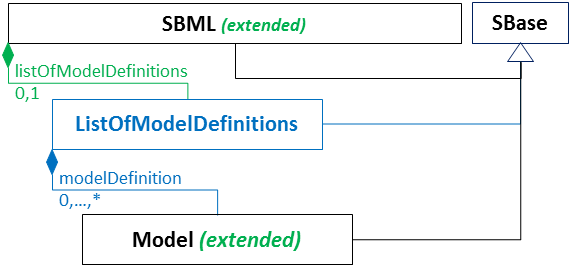 SBML (extended)
SBase
listOfModelDefinitions
0,1
ListOfModelDefinitions
modelDefinition
0,...,*
Model (extended)